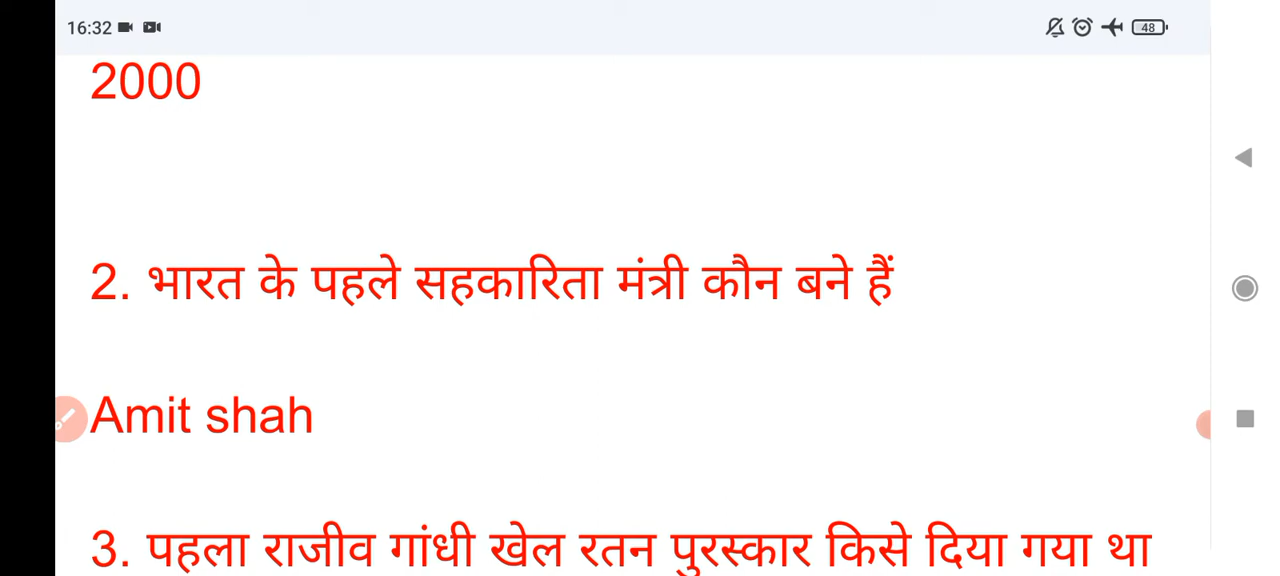 16:32 48
2000
2. भारत के पहले सहकारिता मंत्री कौन बने हैं
Amit shah
3. पहला राजीव गांधी खेल रतन पुरस्कार किसे दिया गया था